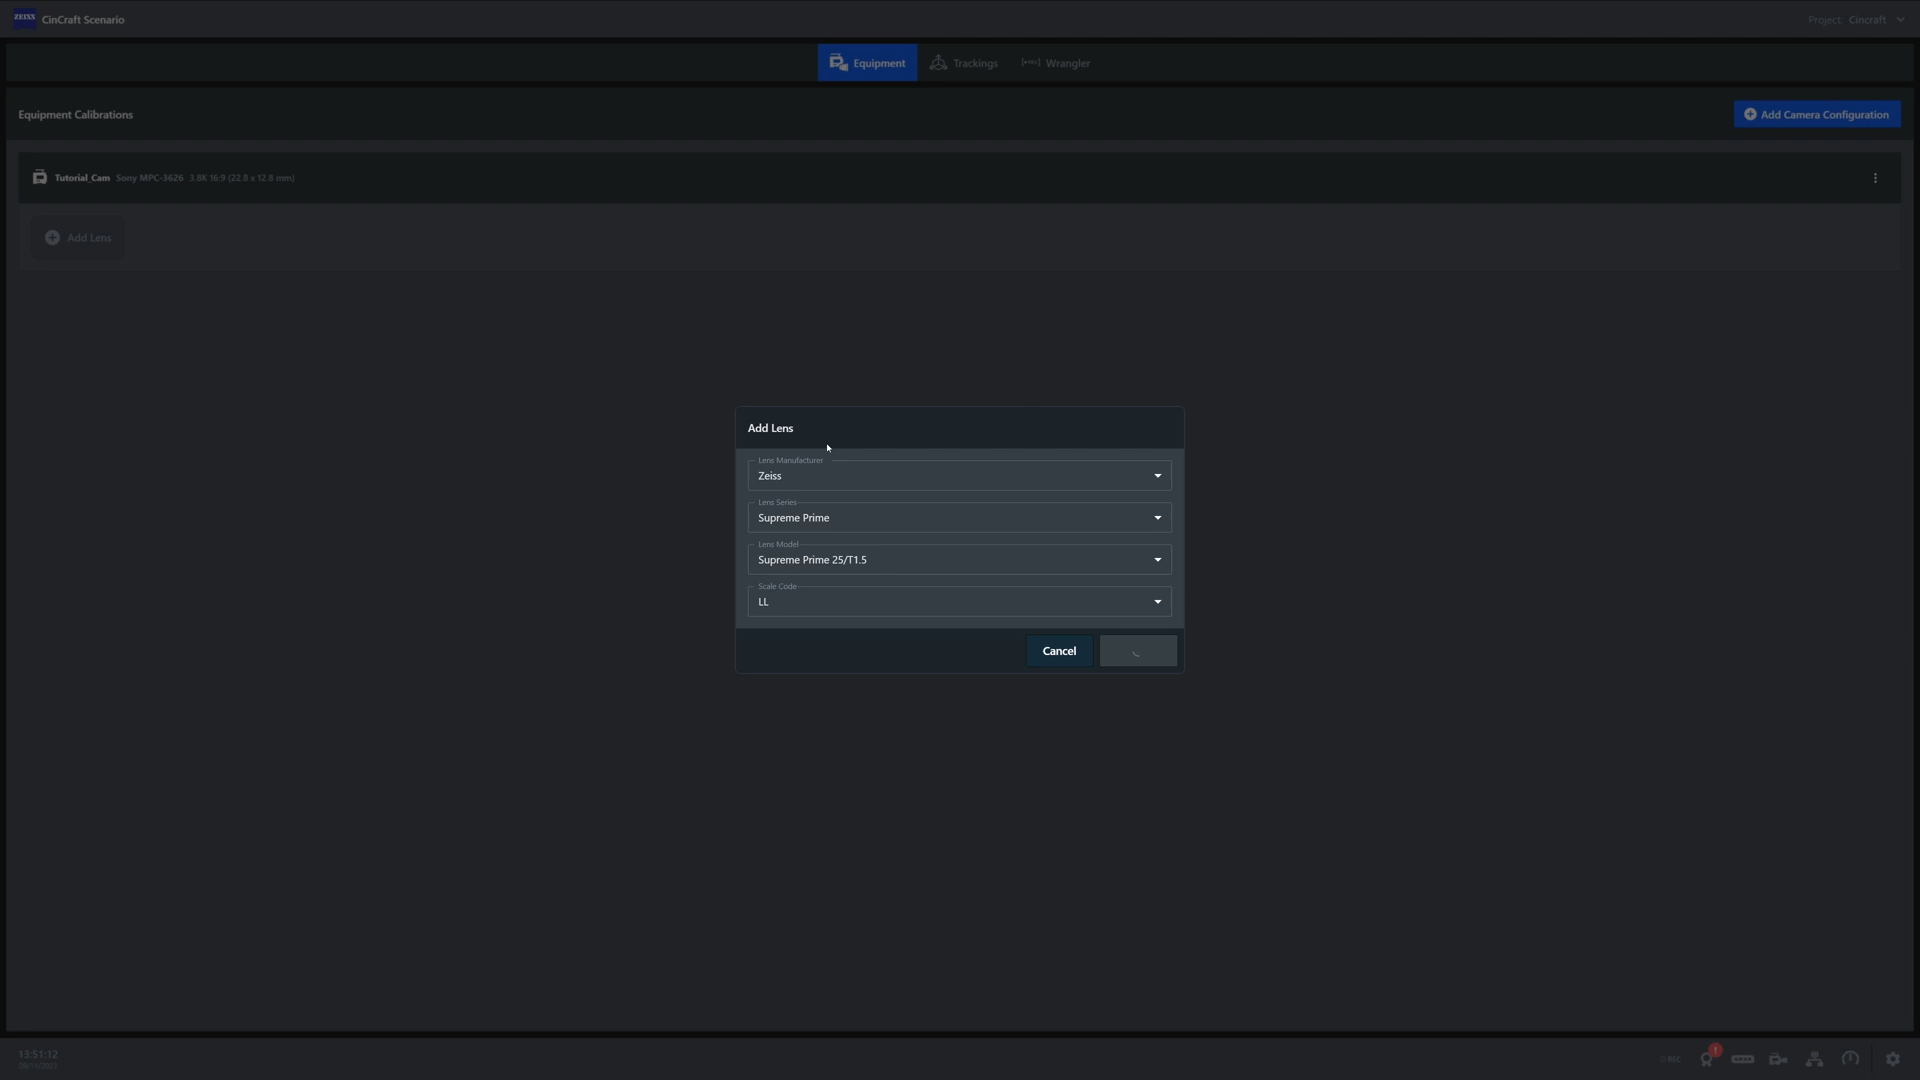 ZEISS CinCraft Scenario
Project: Cincraft
Equipment
Trackings
Wrangler
Equipment Calibrations
Add Camera Configuration
Tutorial_Cam Sony MPC-3626 3.8K 16:9 (22.8 x 12.8 mm)
Add Lens
Add Lens
Lens Manufacturer
Zeiss
Lens Series
Supreme Prime
Lens Model
Supreme Prime 25/T1.5
Scale Code
LL
Cancel
13:51:12
REC